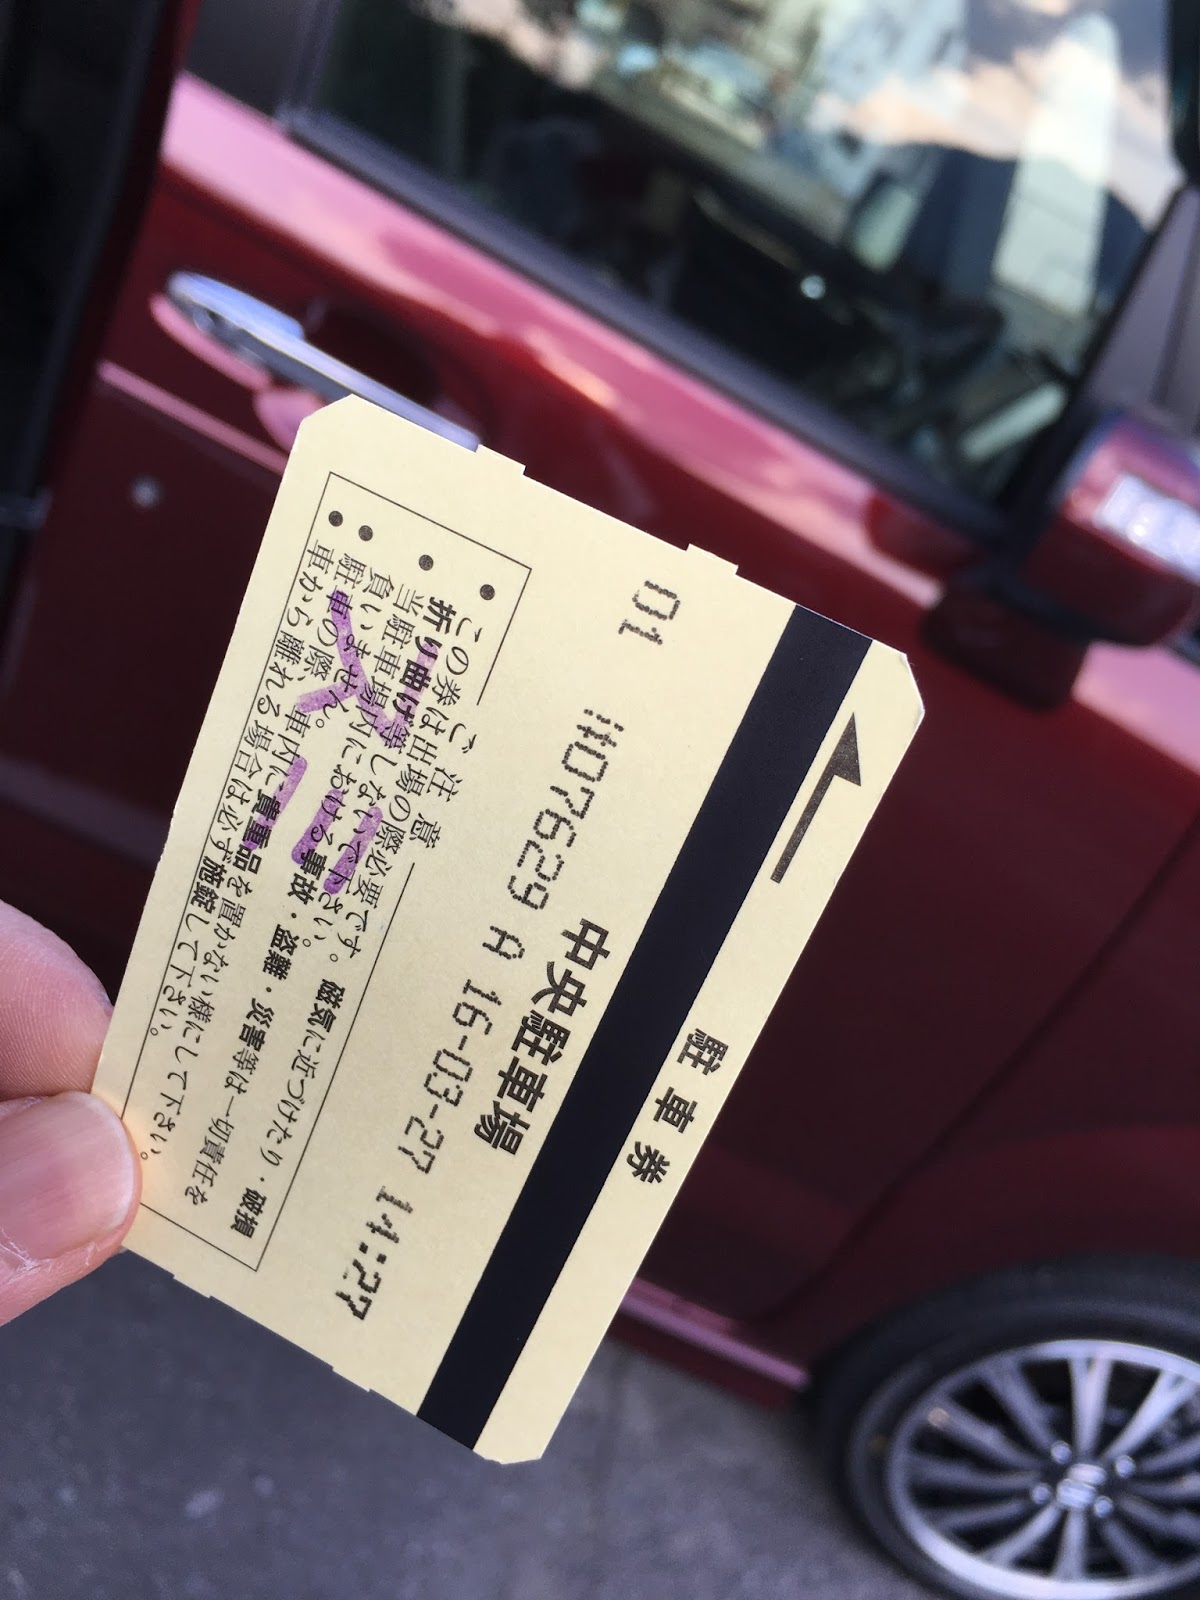 駐車券
中央駐車場
01 #07629 A 16-03-27 14:27
ご注意
● この券は出場の際必要です。磁気に近づけたり・破損
折り曲げ等しないで下さい。
● 当駐車場内における事故・盗難・災害等は一切責任を
負いません。
● 駐車の際、車内に貴重品を置かない様にして下さい。
● 車から離れる場合は必ず施錠して下さい。